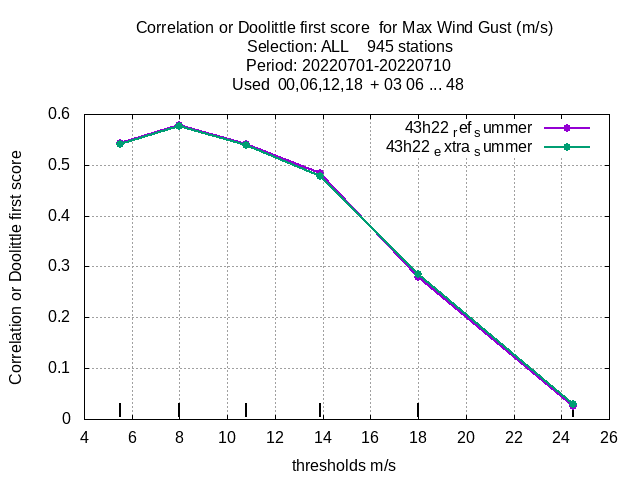 Correlation or Doolittle first score  for Max Wind Gust (m/s)
Selection: ALL    945 stations
Period: 20220701-20220710
Used  00,06,12,18  + 03 06 ... 48
43h22 ref summer
43h22 extra summer
Correlation or Doolittle first score
0.6
0.5
0.4
0.3
0.2
0.1
0
4 6 8 10 12 14 16 18 20 22 24 26
thresholds m/s